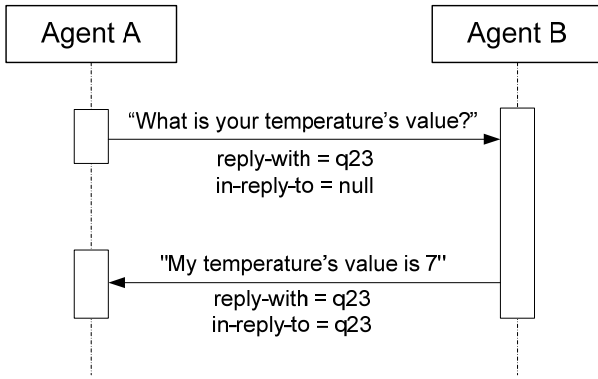 Agent A
Agent B
“What is your temperature’s value?”
reply-with = q23
in-reply-to = null
"My temperature’s value is 7"
reply-with = q23
in-reply-to = q23